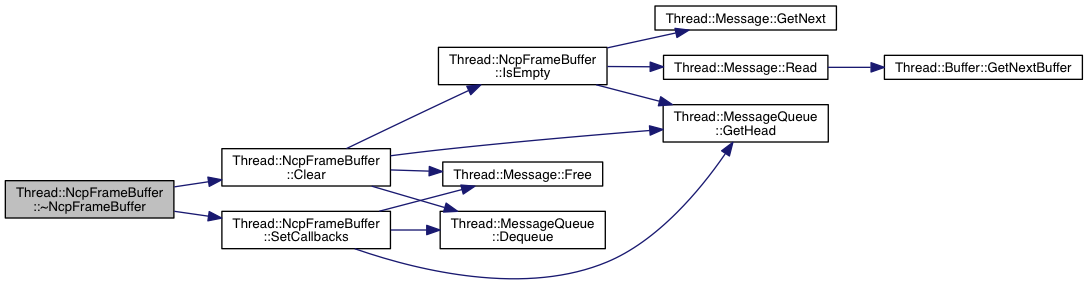 Thread::NcpFrameBuffer
::~NcpFrameBuffer
Thread::NcpFrameBuffer
::Clear
Thread::NcpFrameBuffer
::SetCallbacks
Thread::NcpFrameBuffer
::IsEmpty
Thread::Message::Free
Thread::MessageQueue
::Dequeue
Thread::Message::GetNext
Thread::Message::Read
Thread::MessageQueue
::GetHead
Thread::Buffer::GetNextBuffer